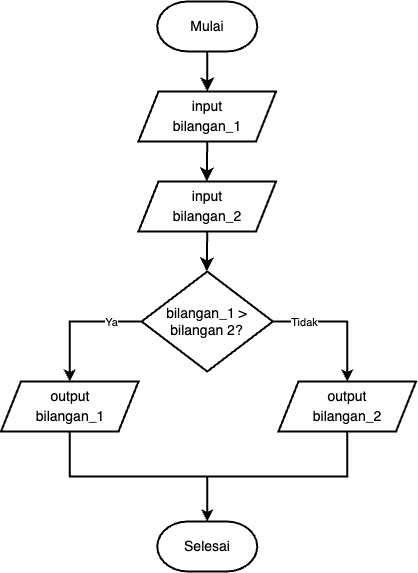 Mulai
input
bilangan_1
input
bilangan_2
bilangan_1 >
bilangan 2?
Ya
Tidak
output
bilangan_1
output
bilangan_2
Selesai